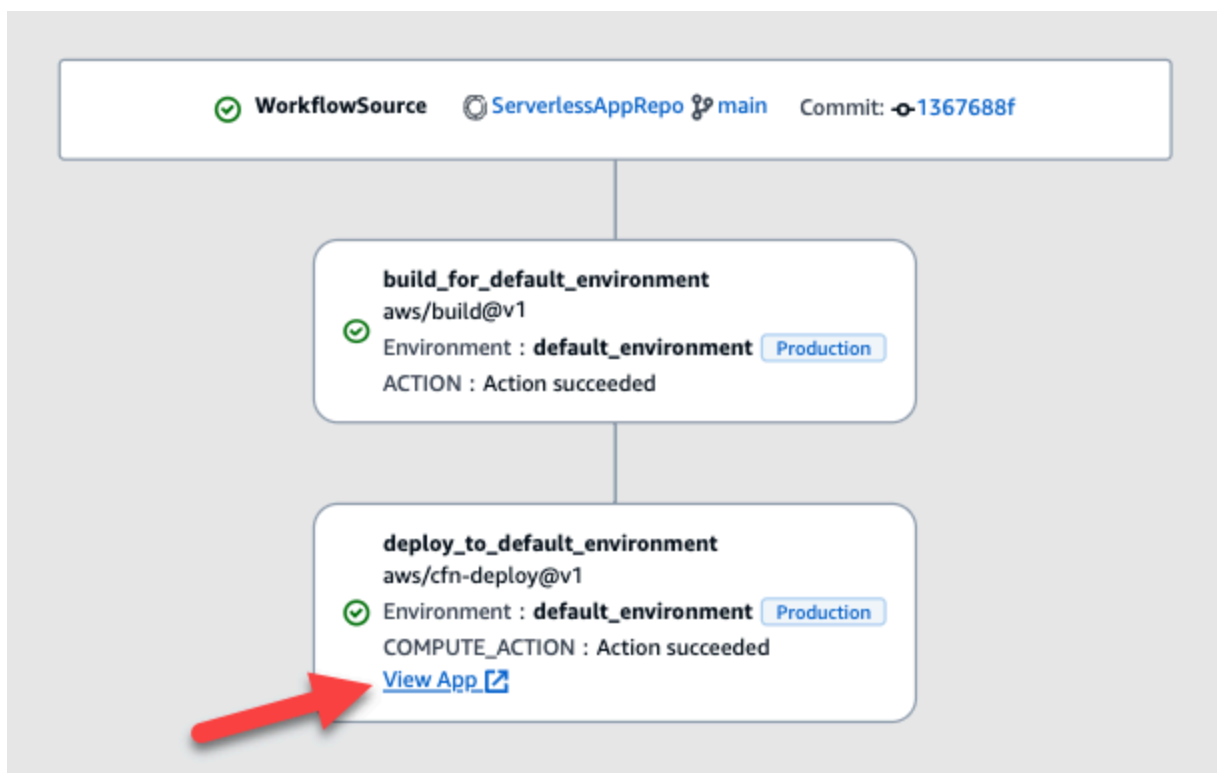 WorkflowSource ServerlessAppRepo main Commit: 1367688f
build_for_default_environment
aws/build@v1
Environment : default_environment Production
ACTION : Action succeeded
deploy_to_default_environment
aws/cfn-deploy@v1
Environment : default_environment Production
COMPUTE_ACTION : Action succeeded
View App